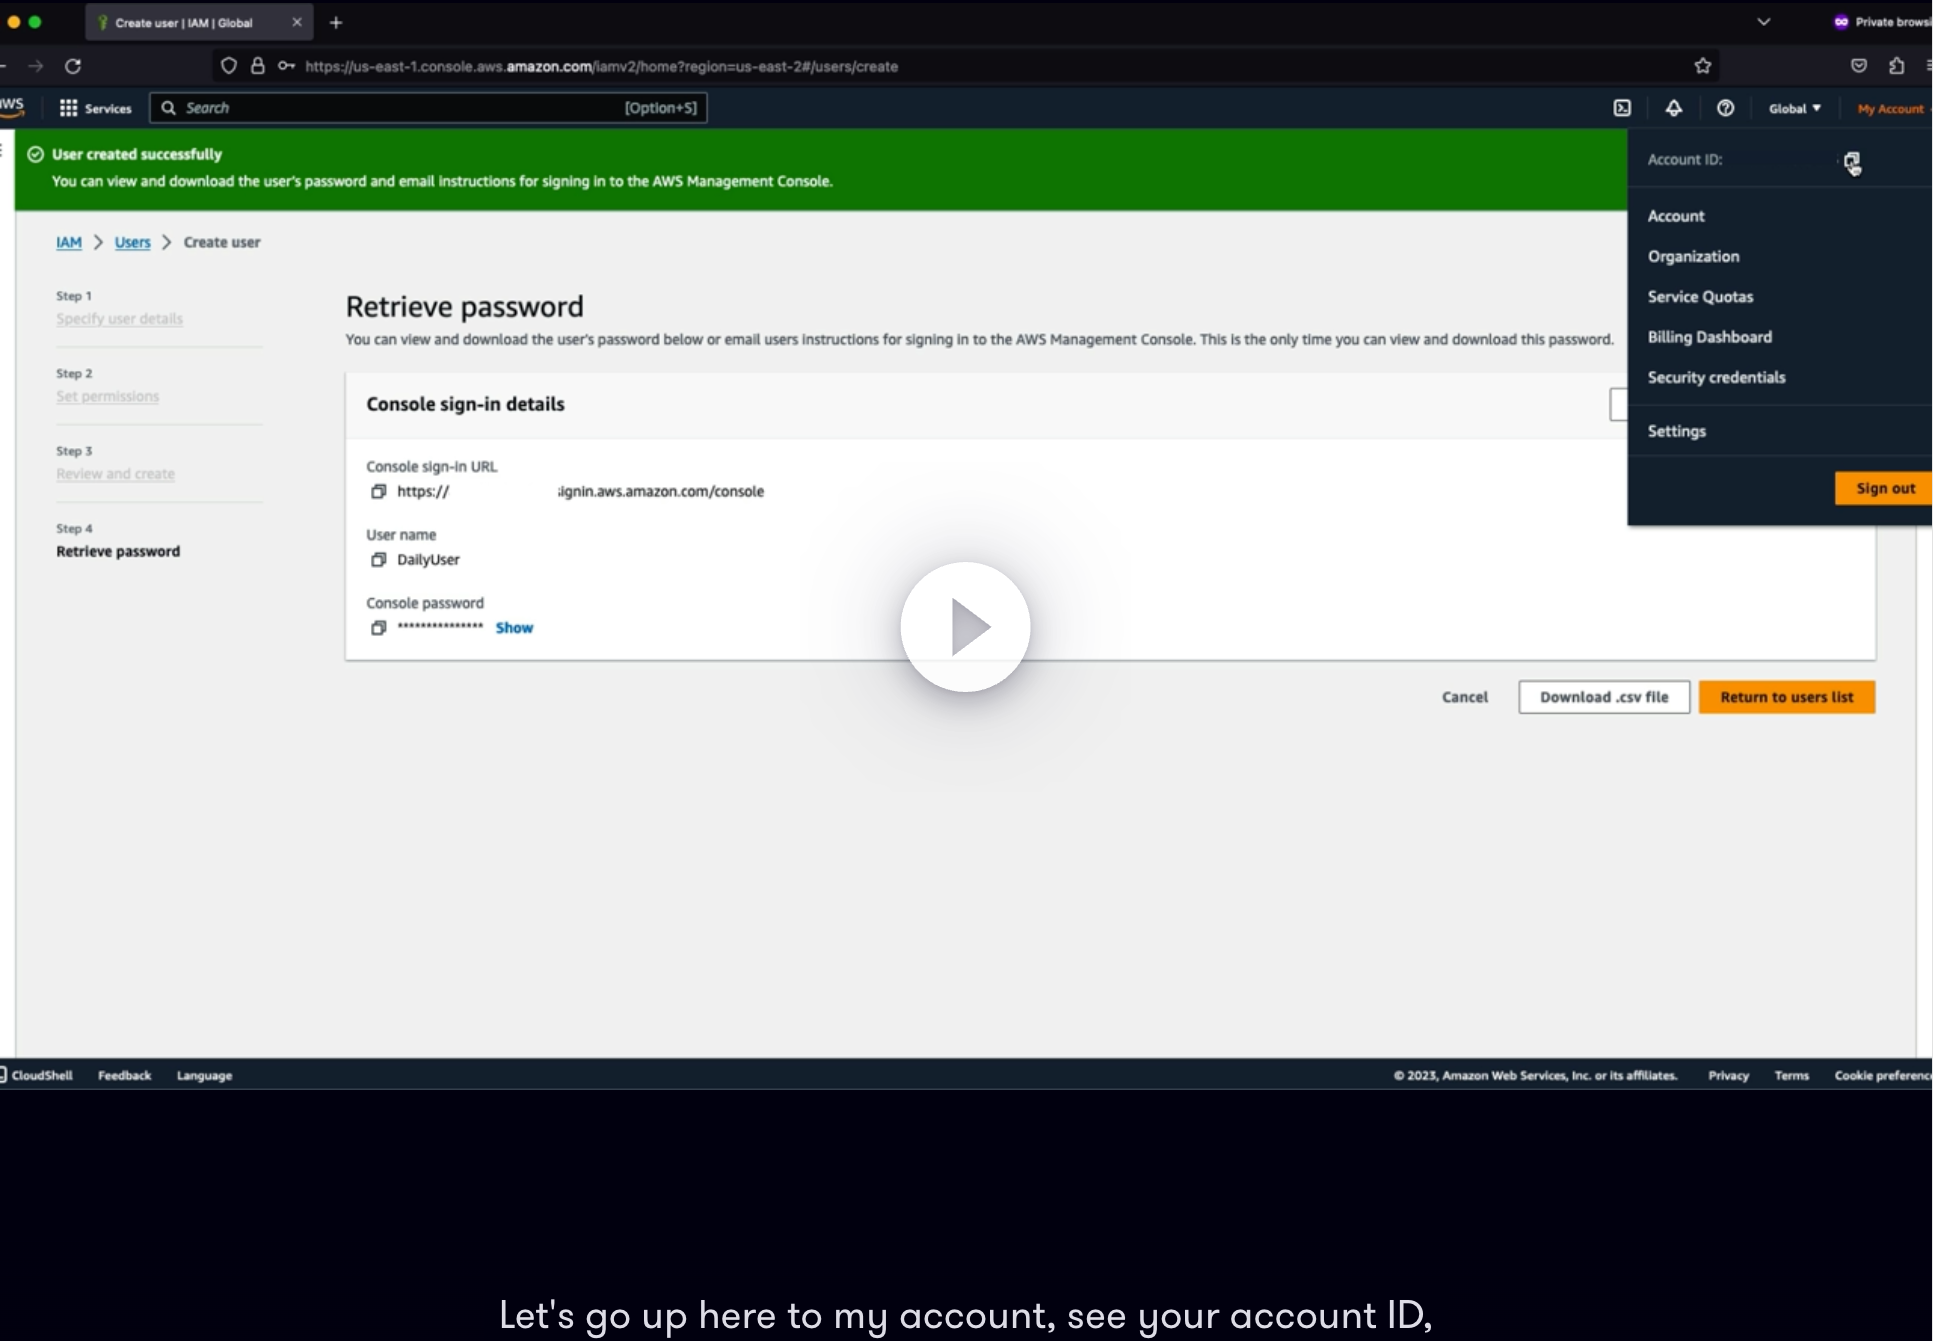 Create user | IAM | Global
Private browsi
https://us-east-1.console.aws.amazon.com/iamv2/home?region=us-east-2#/users/create
aws
Services
Search
[Option+S]
Global
My Account
User created successfully
You can view and download the user's password and email instructions for signing in to the AWS Management Console.
Account ID:
Account
Organization
Service Quotas
Billing Dashboard
Security credentials
Settings
Sign out
IAM > Users > Create user
Step 1
Specify user details
Step 2
Set permissions
Step 3
Review and create
Step 4
Retrieve password
Retrieve password
You can view and download the user's password below or email users instructions for signing in to the AWS Management Console. This is the only time you can view and download this password.
Console sign-in details
Console sign-in URL
https:// ignin.aws.amazon.com/console
User name
DailyUser
Console password
*************** Show
Cancel
Download .csv file
Return to users list
CloudShell
Feedback
Language
© 2023, Amazon Web Services, Inc. or its affiliates.
Privacy
Terms
Cookie preferenc
Let's go up here to my account, see your account ID,